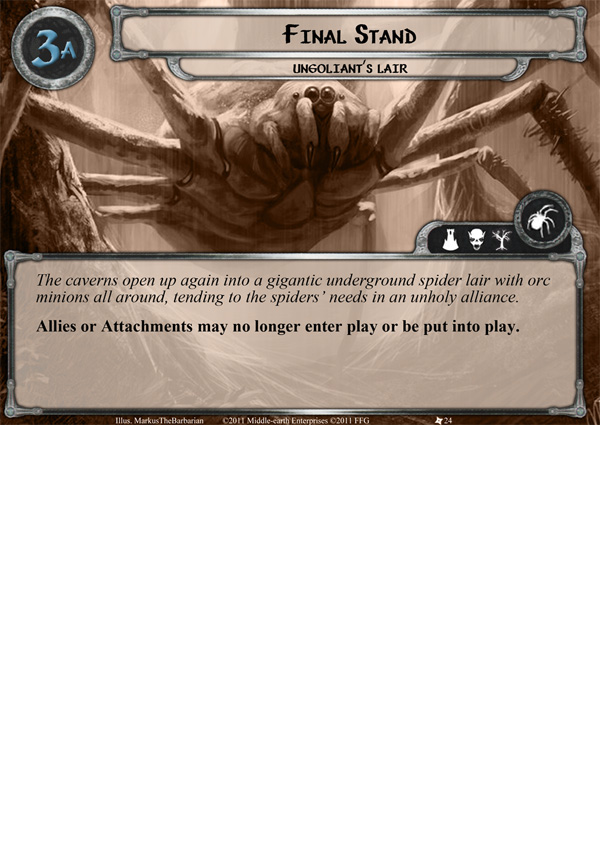 3A
Final Stand
Ungoliant's Lair
The caverns open up again into a gigantic underground spider lair with orc
minions all around, tending to the spiders' needs in an unholy alliance.
Allies or Attachments may no longer enter play or be put into play.
Illus. MarkusTheBarbarian ©2011 Middle-earth Enterprises ©2011 FFG 24